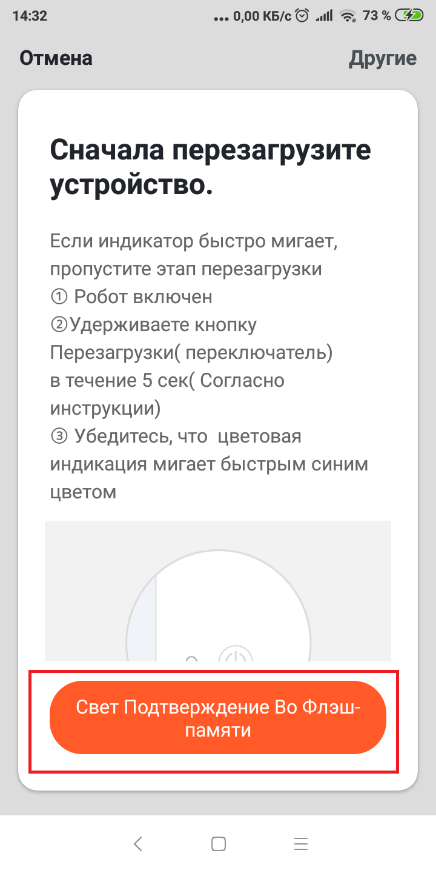 14:32
... 0,00 КБ/с 73 %
Отмена
Другие
Сначала перезагрузите
устройство.
Если индикатор быстро мигает,
пропустите этап перезагрузки
① Робот включен
②Удерживаете кнопку
Перезагрузки( переключатель)
в течение 5 сек( Согласно
инструкции)
③ Убедитесь, что  цветовая
индикация мигает быстрым синим
цветом
Свет Подтверждение Во Флэш-
памяти